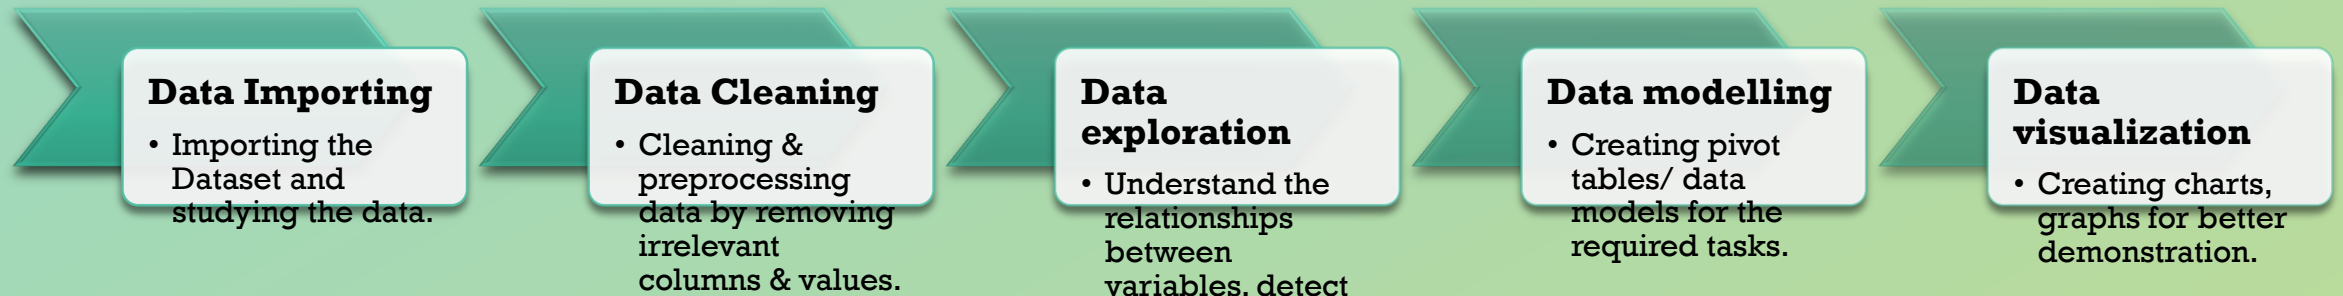 Data Importing
• Importing the
Dataset and
studying the data.
Data Cleaning
• Cleaning &
preprocessing
data by removing
irrelevant
columns & values.
Data
exploration
• Understand the
relationships
between
variables, detect
Data modelling
• Creating pivot
tables/ data
models for the
required tasks.
Data
visualization
• Creating charts,
graphs for better
demonstration.